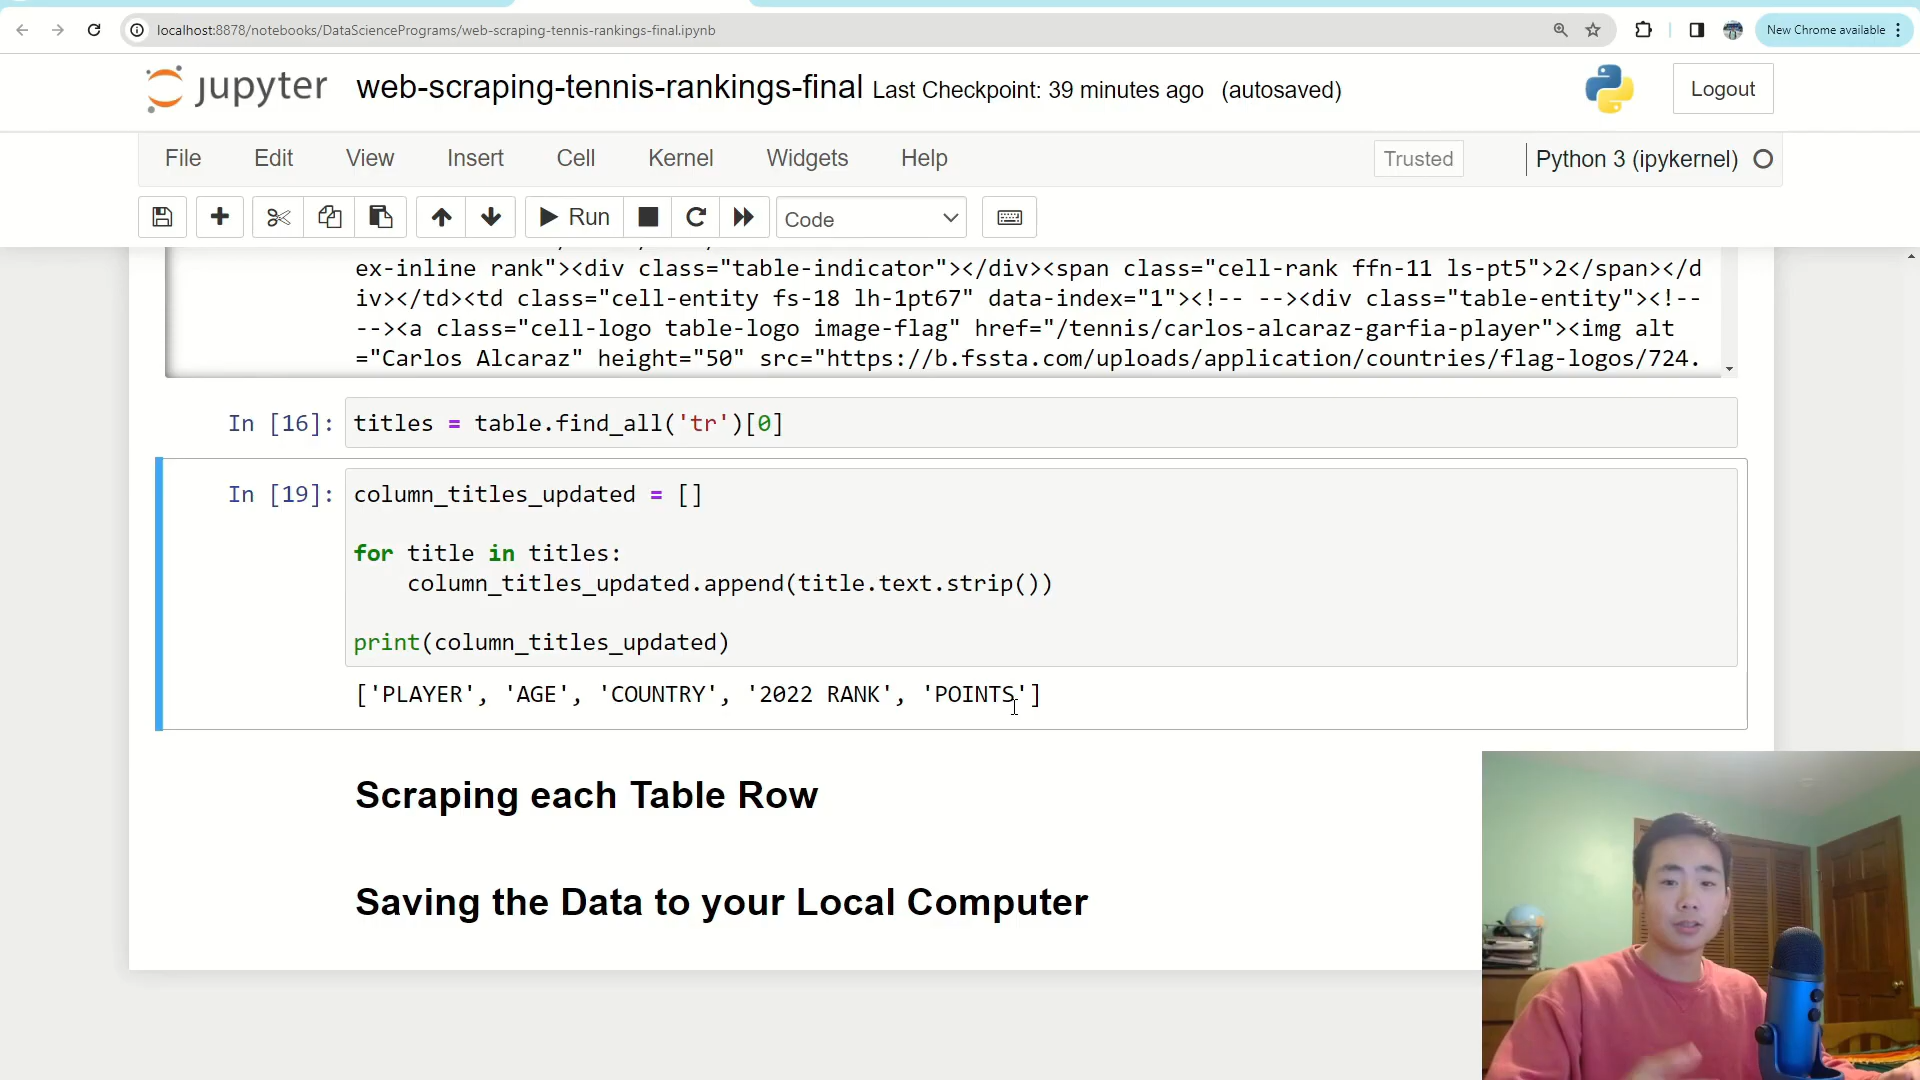 localhost:8878/notebooks/DataSciencePrograms/web-scraping-tennis-rankings-final.ipynb
New Chrome available
jupyter web-scraping-tennis-rankings-final Last Checkpoint: 39 minutes ago (autosaved)
Logout
File Edit View Insert Cell Kernel Widgets Help
Trusted
Python 3 (ipykernel)
Run
Code
ex-inline rank"><div class="table-indicator"></div><span class="cell-rank ffn-11 ls-pt5">2</span></d
iv></td><td class="cell-entity fs-18 lh-1pt67" data-index="1"><!-- --><div class="table-entity"><!--
--><a class="cell-logo table-logo image-flag" href="/tennis/carlos-alcaraz-garfia-player"><img alt
="Carlos Alcaraz" height="50" src="https://b.fssta.com/uploads/application/countries/flag-logos/724.
In [16]: titles = table.find_all('tr')[0]
In [19]: column_titles_updated = []
for title in titles:
    column_titles_updated.append(title.text.strip())
print(column_titles_updated)
['PLAYER', 'AGE', 'COUNTRY', '2022 RANK', 'POINTS']
Scraping each Table Row
Saving the Data to your Local Computer